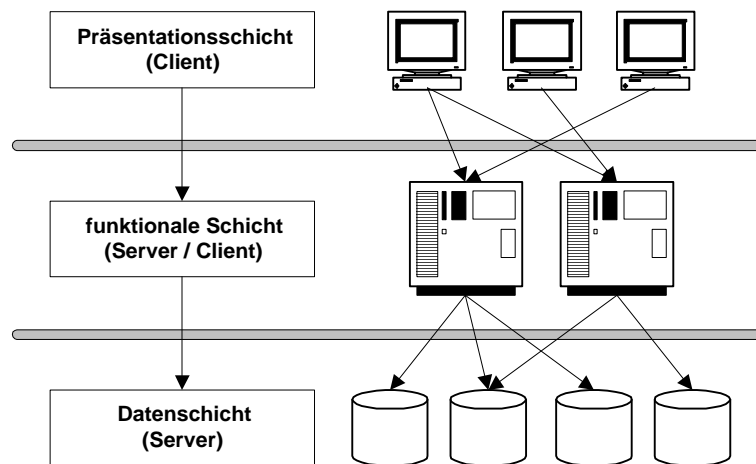 Präsentationsschicht
(Client)
funktionale Schicht
(Server / Client)
Datenschicht
(Server)